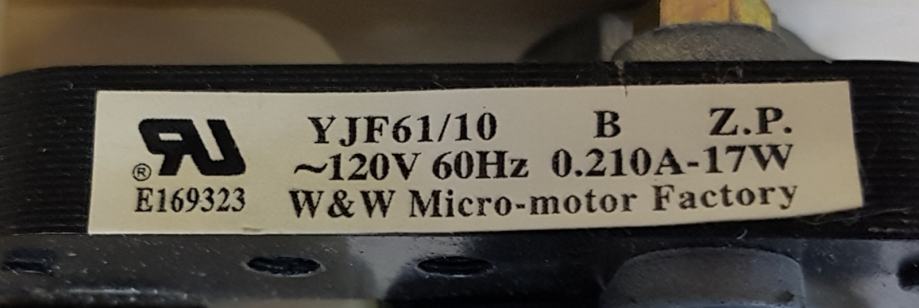 YJF61/10 B Z.P.
~120V 60Hz 0.210A-17W
® E169323 W&W Micro-motor Factory